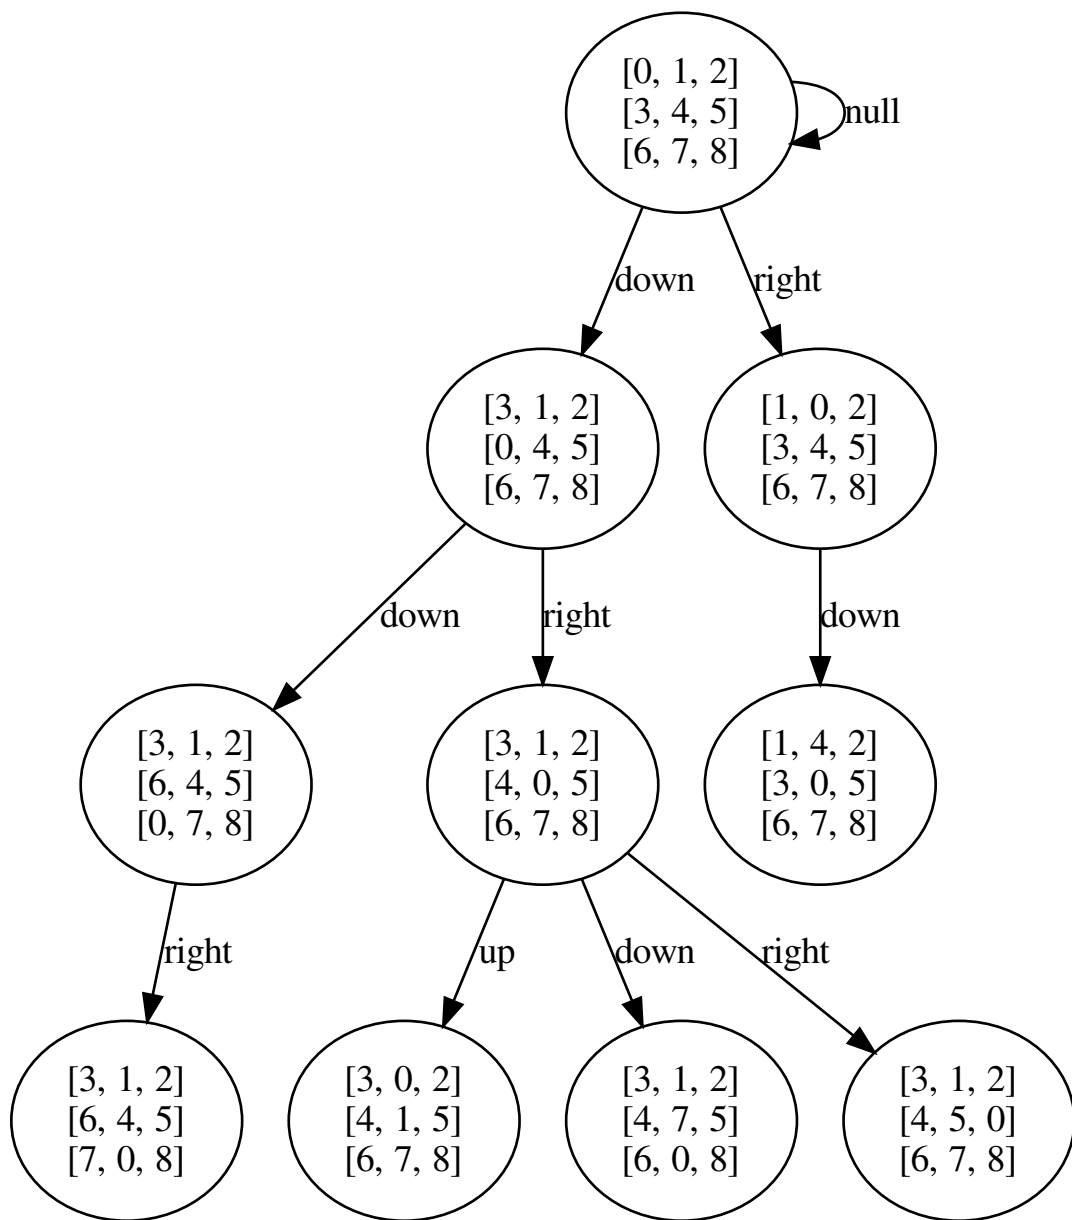 [0, 1, 2]
[3, 4, 5]
[6, 7, 8]
null
down
right
[3, 1, 2]
[0, 4, 5]
[6, 7, 8]
[1, 0, 2]
[3, 4, 5]
[6, 7, 8]
down
right
down
[3, 1, 2]
[6, 4, 5]
[0, 7, 8]
[3, 1, 2]
[4, 0, 5]
[6, 7, 8]
[1, 4, 2]
[3, 0, 5]
[6, 7, 8]
right
up
down
right
[3, 1, 2]
[6, 4, 5]
[7, 0, 8]
[3, 0, 2]
[4, 1, 5]
[6, 7, 8]
[3, 1, 2]
[4, 7, 5]
[6, 0, 8]
[3, 1, 2]
[4, 5, 0]
[6, 7, 8]